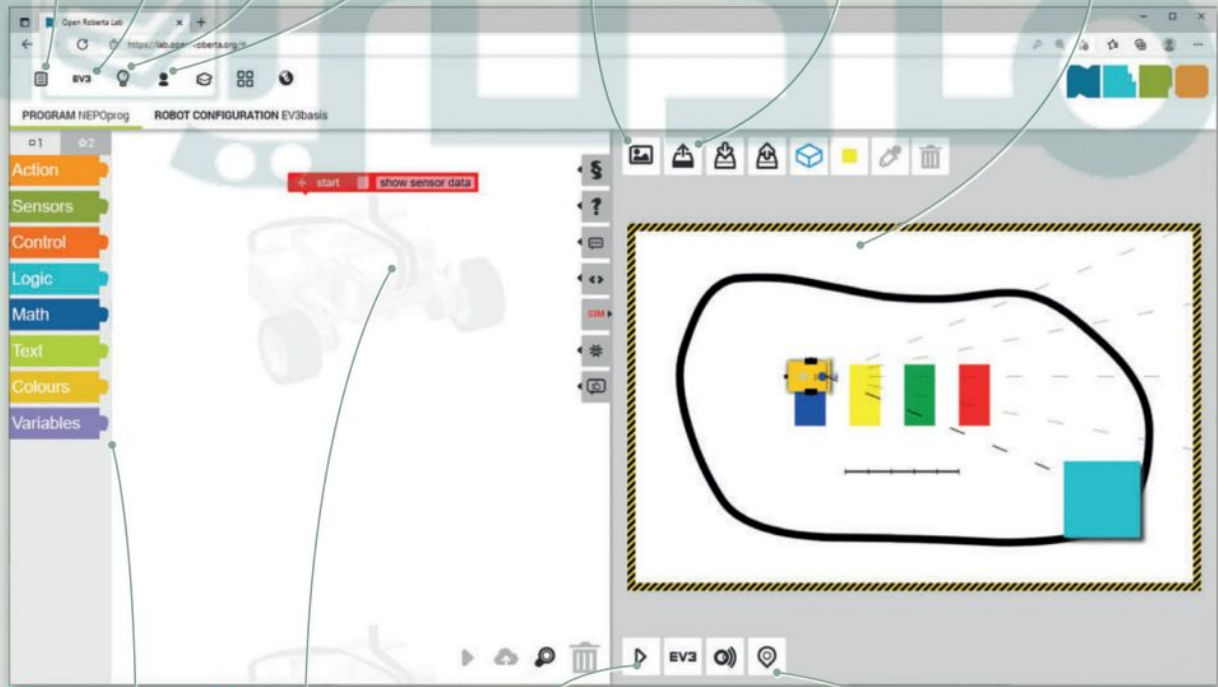 Open Roberta Lab
https://lab.open-roberta.org/#
EV3
PROGRAM NEPOprog
ROBOT CONFIGURATION EV3basis
1
2
Action
Sensors
Control
Logic
Math
Text
Colours
Variables
+ start show sensor data
§
?
SIM
EV3